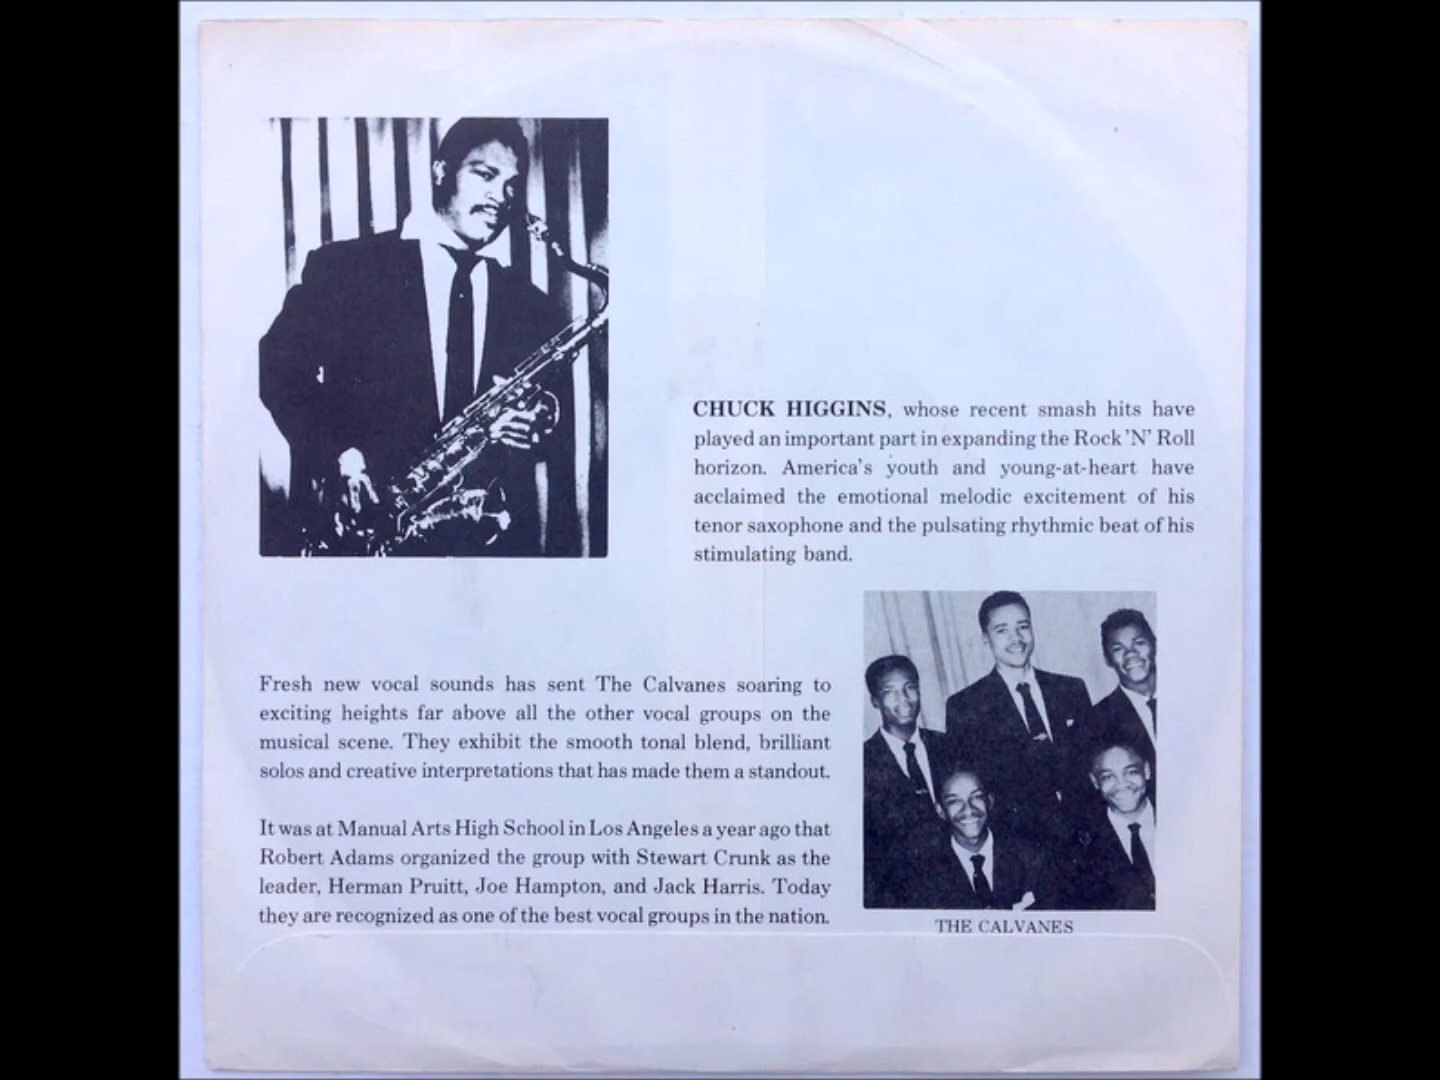 CHUCK HIGGINS, whose recent smash hits have
played an important part in expanding the Rock 'N' Roll
horizon. America's youth and young-at-heart have
acclaimed the emotional melodic excitement of his
tenor saxophone and the pulsating rhythmic beat of his
stimulating band.
Fresh new vocal sounds has sent The Calvanes soaring to
exciting heights far above all the other vocal groups on the
musical scene. They exhibit the smooth tonal blend, brilliant
solos and creative interpretations that has made them a standout.
It was at Manual Arts High School in Los Angeles a year ago that
Robert Adams organized the group with Stewart Crunk as the
leader, Herman Pruitt, Joe Hampton, and Jack Harris. Today
they are recognized as one of the best vocal groups in the nation.
THE CALVANES